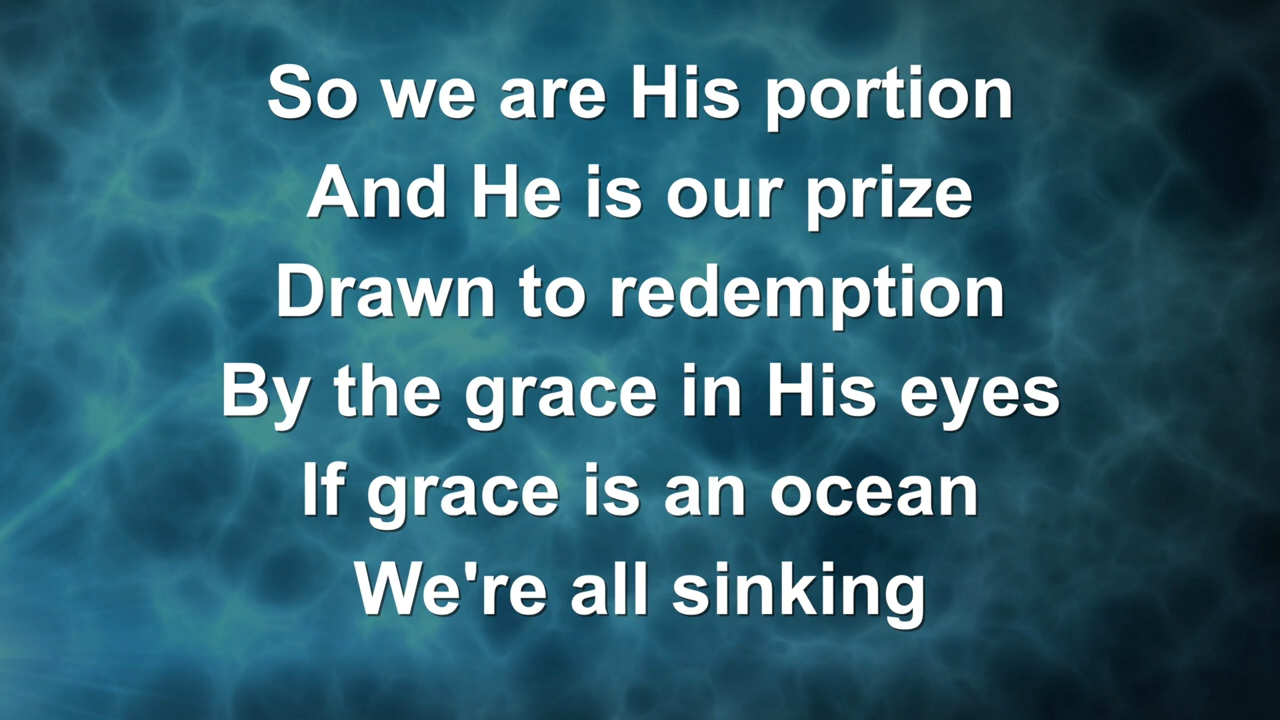 So we are His portion
And He is our prize
Drawn to redemption
By the grace in His eyes
If grace is an ocean
We're all sinking